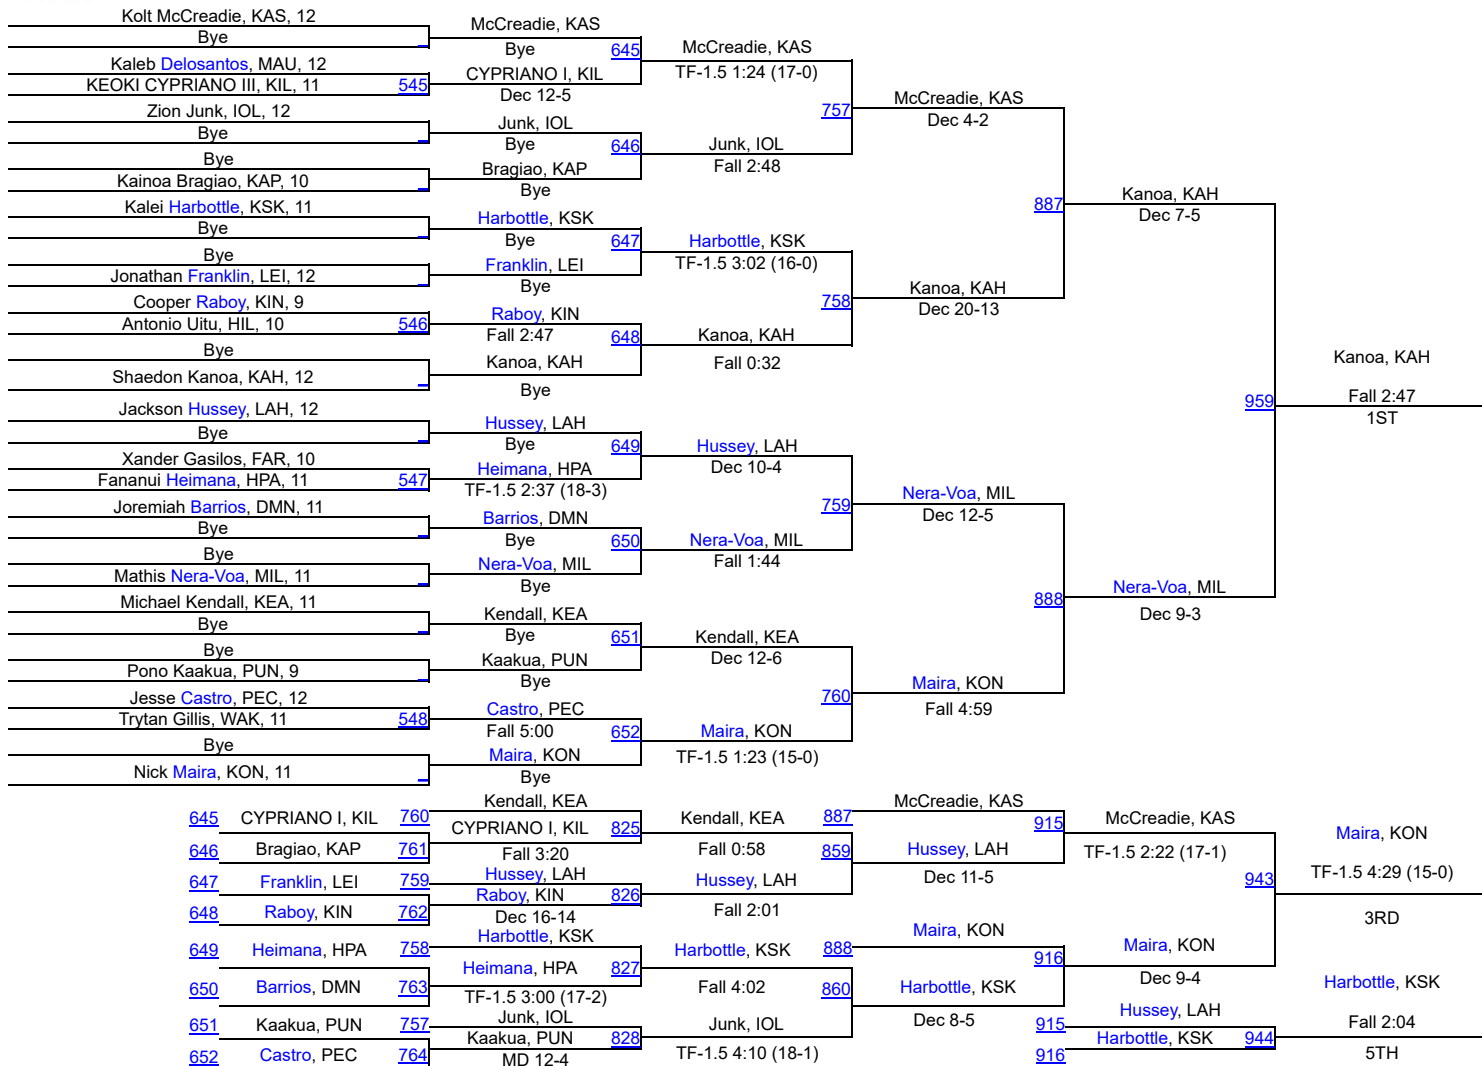 Kolt McCreadie, KAS, 12
Bye
Kaleb Delosantos, MAU, 12
KEOKI CYPRIANO III, KIL, 11 545
Zion Junk, IOL, 12
Bye
Bye
Kainoa Bragiao, KAP, 10
Kalei Harbottle, KSK, 11
Bye
Bye
Jonathan Franklin, LEI, 12
Cooper Raboy, KIN, 9
Antonio Uitu, HIL, 10 546
Bye
Shaedon Kanoa, KAH, 12
Jackson Hussey, LAH, 12
Bye
Xander Gasilos, FAR, 10
Fananui Heimana, HPA, 11 547
Joremiah Barrios, DMN, 11
Bye
Bye
Mathis Nera-Voa, MIL, 11
Michael Kendall, KEA, 11
Bye
Bye
Pono Kaakua, PUN, 9
Jesse Castro, PEC, 12
Trytan Gillis, WAK, 11 548
Bye
Nick Maira, KON, 11
McCreadie, KAS
Bye 645
CYPRIANO I, KIL
Dec 12-5
Junk, IOL
Bye 646
Bragiao, KAP
Bye
Harbottle, KSK
Bye 647
Franklin, LEI
Bye
Raboy, KIN
Fall 2:47 648
Kanoa, KAH
Bye
Hussey, LAH
Bye 649
Heimana, HPA
TF-1.5 2:37 (18-3)
Barrios, DMN
Bye 650
Nera-Voa, MIL
Bye
Kendall, KEA
Bye 651
Kaakua, PUN
Bye
Castro, PEC
Fall 5:00 652
Maira, KON
Bye
McCreadie, KAS
TF-1.5 1:24 (17-0)
757
Junk, IOL
Fall 2:48
Harbottle, KSK
TF-1.5 3:02 (16-0)
758
Kanoa, KAH
Fall 0:32
Hussey, LAH
Dec 10-4
759
Nera-Voa, MIL
Fall 1:44
Kendall, KEA
Dec 12-6
760
Maira, KON
TF-1.5 1:23 (15-0)
McCreadie, KAS
Dec 4-2
887
Kanoa, KAH
Dec 20-13
Nera-Voa, MIL
Dec 12-5
888
Maira, KON
Fall 4:59
Kanoa, KAH
Dec 7-5
959
Nera-Voa, MIL
Dec 9-3
Kanoa, KAH
Fall 2:47
1ST
645 CYPRIANO I, KIL 760
646 Bragiao, KAP 761
647 Franklin, LEI 759
648 Raboy, KIN 762
649 Heimana, HPA 758
650 Barrios, DMN 763
651 Kaakua, PUN 757
652 Castro, PEC 764
Kendall, KEA
CYPRIANO I, KIL 825
Fall 3:20
Hussey, LAH
Raboy, KIN 826
Dec 16-14
Harbottle, KSK
Heimana, HPA 827
TF-1.5 3:00 (17-2)
Junk, IOL
Kaakua, PUN 828
MD 12-4
Kendall, KEA 887
Fall 0:58 859
Hussey, LAH
Fall 2:01
Harbottle, KSK 888
Fall 4:02 860
Junk, IOL
TF-1.5 4:10 (18-1)
McCreadie, KAS
915
Hussey, LAH
Dec 11-5
Maira, KON
916
Harbottle, KSK
Dec 8-5
McCreadie, KAS
TF-1.5 2:22 (17-1)
943
Maira, KON
Dec 9-4
Hussey, LAH
915
Harbottle, KSK 944
916
Maira, KON
TF-1.5 4:29 (15-0)
3RD
Harbottle, KSK
Fall 2:04
5TH